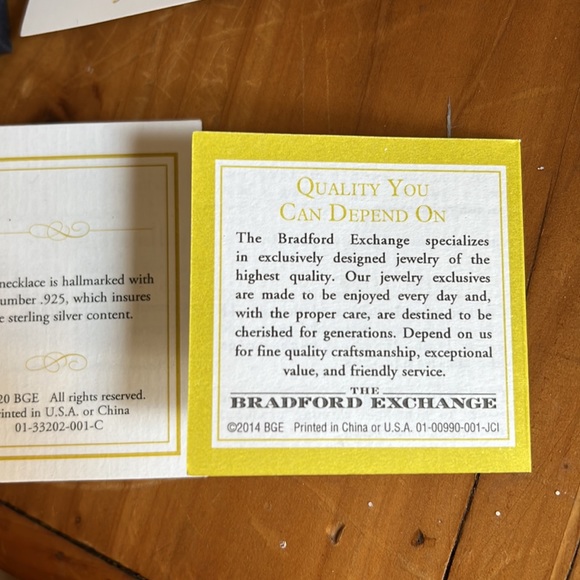 necklace is hallmarked with
umber .925, which insures
e sterling silver content.
20 BGE All rights reserved.
inted in U.S.A. or China
01-33202-001-C
QUALITY YOU
CAN DEPEND ON
The Bradford Exchange specializes
in exclusively designed jewelry of the
highest quality. Our jewelry exclusives
are made to be enjoyed every day and,
with the proper care, are destined to be
cherished for generations. Depend on us
for fine quality craftsmanship, exceptional
value, and friendly service.
THE
BRADFORD EXCHANGE
©2014 BGE Printed in China or U.S.A. 01-00990-001-JCI